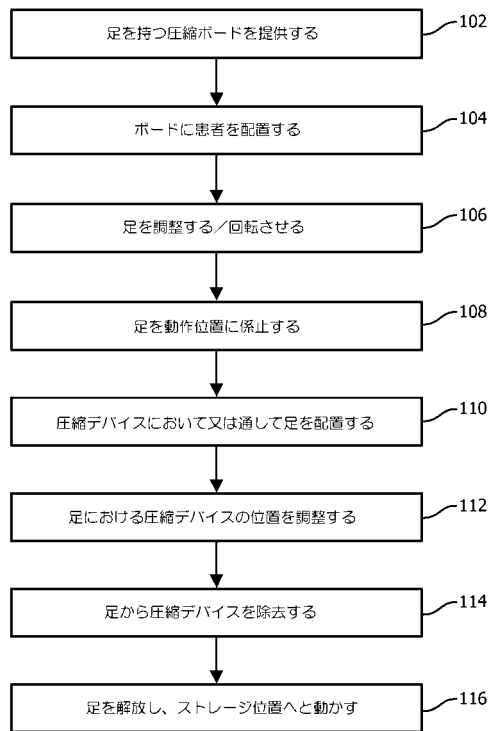 足を持つ圧縮ボードを提供する
102
ボードに患者を配置する
104
足を調整する／回転させる
106
足を動作位置に係止する
108
圧縮デバイスにおいて又は通して足を配置する
110
足における圧縮デバイスの位置を調整する
112
足から圧縮デバイスを除去する
114
足を解放し、ストレージ位置へと動かす
116